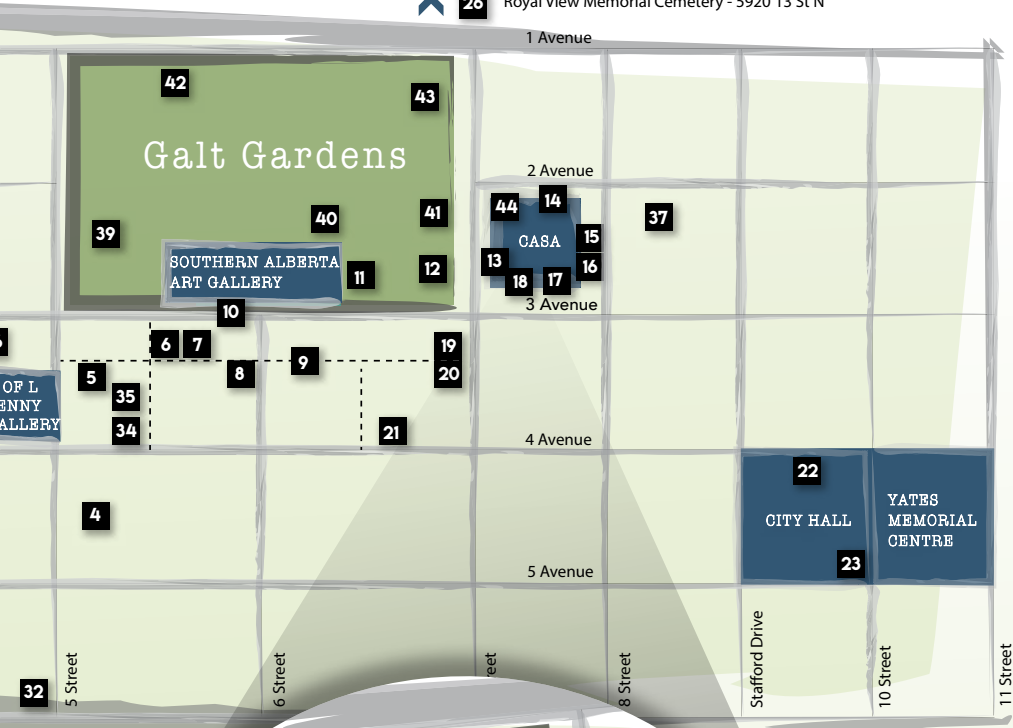 26 Royal View Memorial Cemetery - 5920 13 St N
1 Avenue
42
43
Galt Gardens
2 Avenue
44
14
41
40
37
39
CASA
15
SOUTHERN ALBERTA
ART GALLERY
11
12
13
16
18
17
3 Avenue
10
6
7
19
9
8
20
5
OF L
35
34
21
4 Avenue
22
4
CITY HALL
YATES
MEMORIAL
CENTRE
23
5 Avenue
32
5 Street
6 Street
8 Street
Stafford Drive
10 Street
11 Street